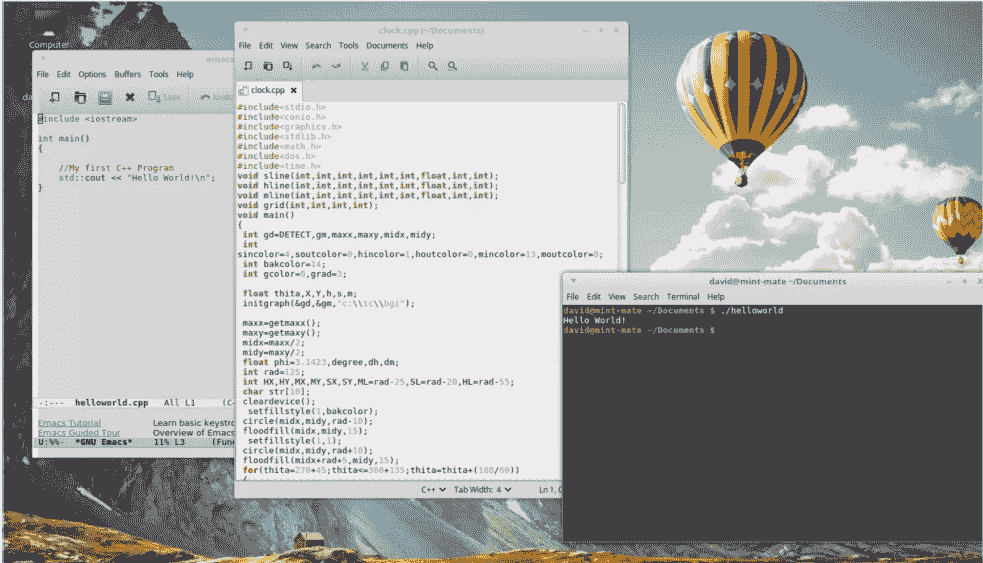 Computer
emacs
File Edit Options Buffers Tools Help
Save Undo
#include <iostream>
int main()
{
//My first C++ Program
std::cout << "Hello World!\n";
}
-:--- helloworld.cpp All L1 (C-
Emacs Tutorial Learn basic keystro
Emacs Guided Tour Overview of Emacs
U:%%- *GNU Emacs* 11% L3 (Fun
clock.cpp (~/Documents)
File Edit View Search Tools Documents Help
clock.cpp
#include<stdio.h>
#include<conio.h>
#include<graphics.h>
#include<stdlib.h>
#include<math.h>
#include<dos.h>
#include<time.h>
void sline(int,int,int,int,int,int,float,int,int);
void hline(int,int,int,int,int,int,float,int,int);
void mline(int,int,int,int,int,int,float,int,int);
void grid(int,int,int,int);
void main()
{
int gd=DETECT,gm,maxx,maxy,midx,midy;
int
sincolor=4,soutcolor=0,hincolor=1,houtcolor=0,mincolor=13,moutcolor=0;
int bakcolor=14;
int gcolor=8,grad=3;
float thita,X,Y,h,s,m;
initgraph(&gd,&gm,"c:\\tc\\bgi");
maxx=getmaxx();
maxy=getmaxy();
midx=maxx/2;
midy=maxy/2;
float phi=3.1423,degree,dh,dm;
int rad=125;
int HX,HY,MX,MY,SX,SY,ML=rad-25,SL=rad-20,HL=rad-55;
char str[10];
cleardevice();
setfillstyle(1,bakcolor);
circle(midx,midy,rad-10);
floodfill(midx,midy,15);
setfillstyle(1,1);
circle(midx,midy,rad+10);
floodfill(midx+rad+5,midy,15);
for(thita=270+45;thita<=360+135;thita=thita+(180/60))
{
C++ Tab Width: 4 Ln 1,
david@mint-mate ~/Documents
File Edit View Search Terminal Help
david@mint-mate ~/Documents $ ./helloworld
Hello World!
david@mint-mate ~/Documents $